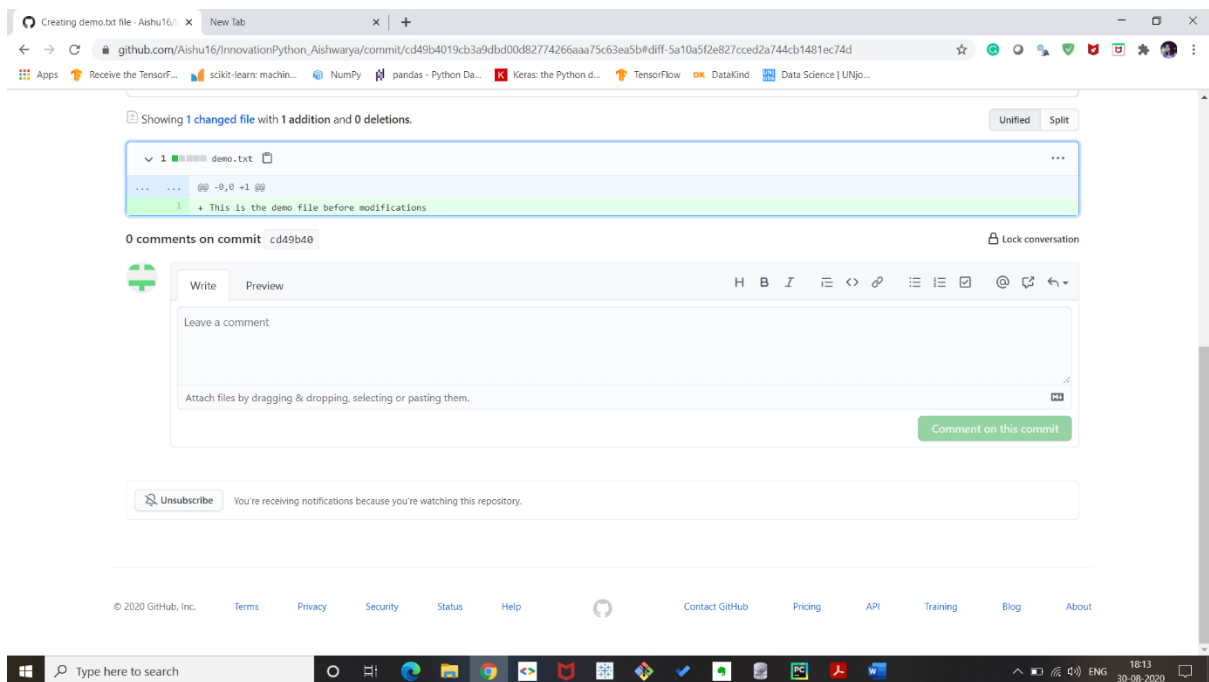 Creating demo.txt file · Aishu16/I
New Tab
github.com/Aishu16/InnovationPython_Aishwarya/commit/cd49b4019cb3a9dbd00d82774266aaa75c63ea5b#diff-5a10a5f2e827cced2a744cb1481ec74d
Apps Receive the TensorF... scikit-learn: machin... NumPy pandas - Python Da... K Keras: the Python d... TensorFlow DK DataKind UNI Data Science | UNjo...
Showing 1 changed file with 1 addition and 0 deletions.
Unified Split
1 demo.txt
...
... ... @@ -0,0 +1 @@
1 + This is the demo file before modifications
0 comments on commit cd49b40
Lock conversation
Write Preview
H B I
Leave a comment
Attach files by dragging & dropping, selecting or pasting them.
Comment on this commit
Unsubscribe You're receiving notifications because you're watching this repository.
© 2020 GitHub, Inc. Terms Privacy Security Status Help Contact GitHub Pricing API Training Blog About
Type here to search
PC
ENG
18:13
30-08-2020